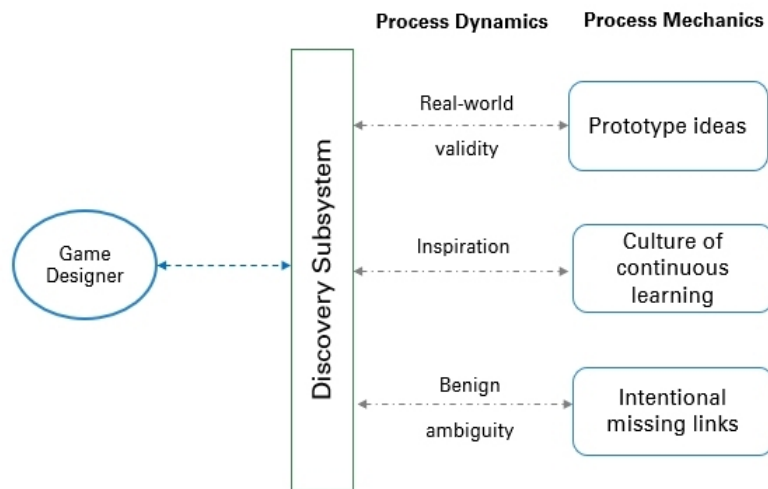 Process Dynamics
Process Mechanics
Game
Designer
Discovery Subsystem
Real-world
validity
Prototype ideas
Inspiration
Culture of
continuous
learning
Benign
ambiguity
Intentional
missing links